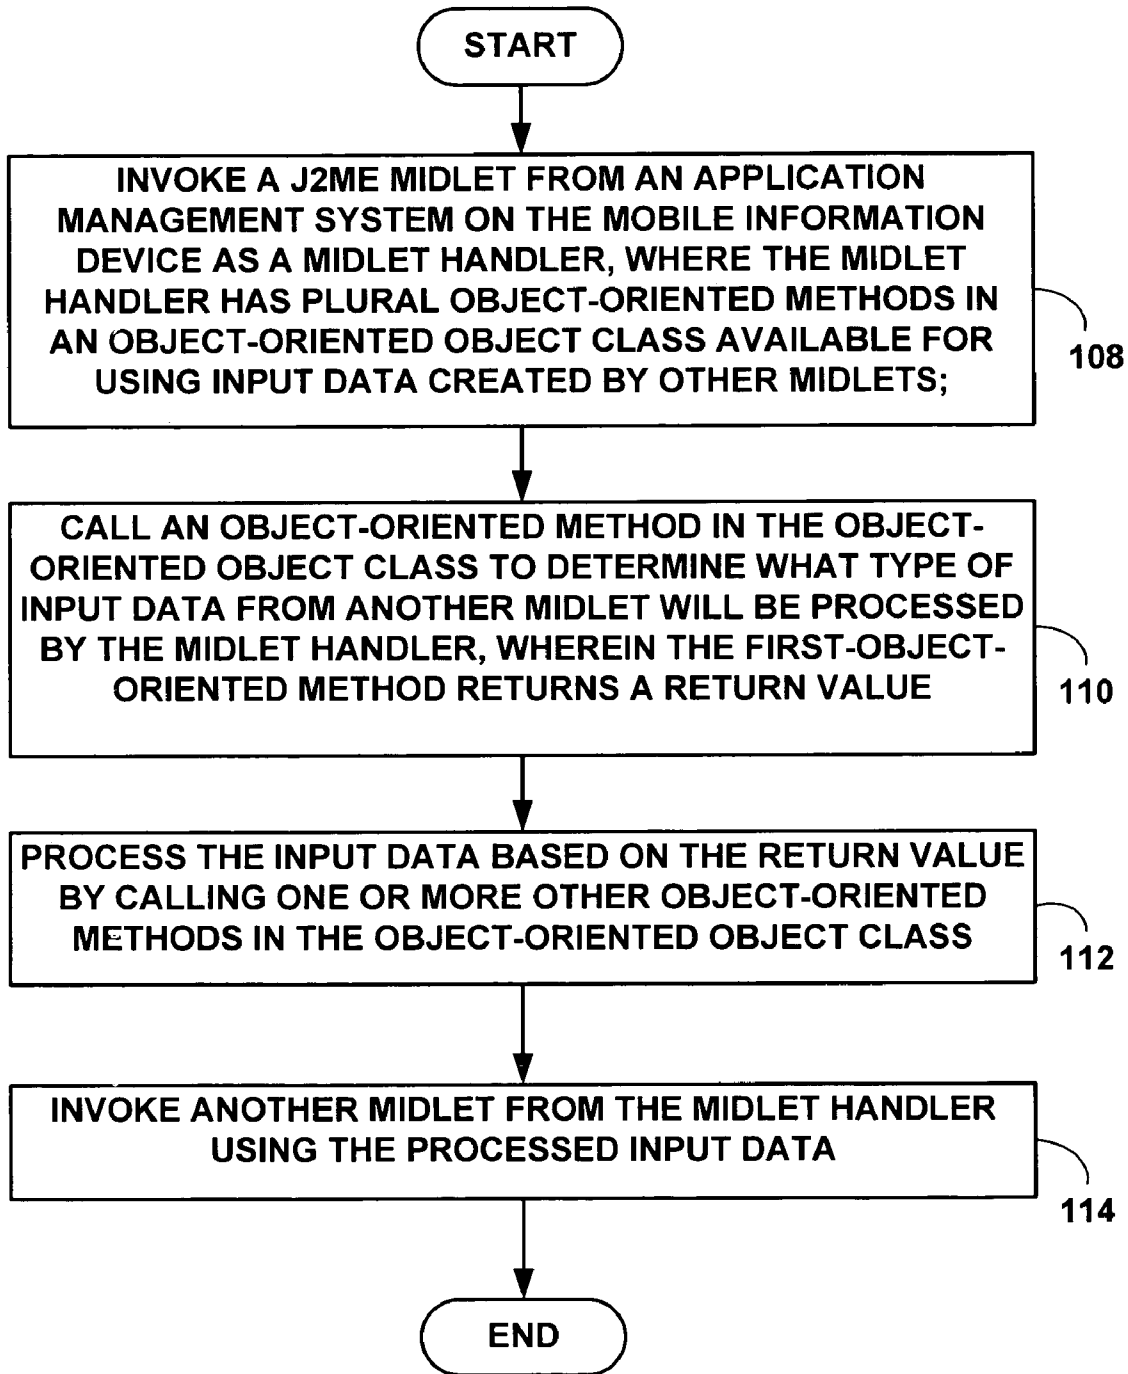 START
INVOKE A J2ME MIDLET FROM AN APPLICATION
MANAGEMENT SYSTEM ON THE MOBILE INFORMATION
DEVICE AS A MIDLET HANDLER, WHERE THE MIDLET
HANDLER HAS PLURAL OBJECT-ORIENTED METHODS IN
AN OBJECT-ORIENTED OBJECT CLASS AVAILABLE FOR
USING INPUT DATA CREATED BY OTHER MIDLETS;
108
CALL AN OBJECT-ORIENTED METHOD IN THE OBJECT-
ORIENTED OBJECT CLASS TO DETERMINE WHAT TYPE OF
INPUT DATA FROM ANOTHER MIDLET WILL BE PROCESSED
BY THE MIDLET HANDLER, WHEREIN THE FIRST-OBJECT-
ORIENTED METHOD RETURNS A RETURN VALUE
110
PROCESS THE INPUT DATA BASED ON THE RETURN VALUE
BY CALLING ONE OR MORE OTHER OBJECT-ORIENTED
METHODS IN THE OBJECT-ORIENTED OBJECT CLASS
112
INVOKE ANOTHER MIDLET FROM THE MIDLET HANDLER
USING THE PROCESSED INPUT DATA
114
END